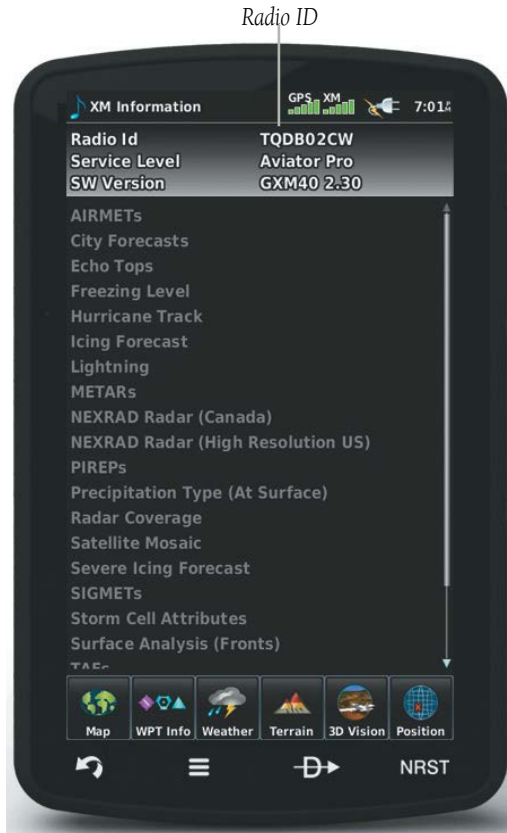 Radio ID
XM Information GPS XM 7:01
Radio Id TQDB02CW
Service Level Aviator Pro
SW Version GXM40 2.30
AIRMETs
City Forecasts
Echo Tops
Freezing Level
Hurricane Track
Icing Forecast
Lightning
METARs
NEXRAD Radar (Canada)
NEXRAD Radar (High Resolution US)
PIREPs
Precipitation Type (At Surface)
Radar Coverage
Satellite Mosaic
Severe Icing Forecast
SIGMETs
Storm Cell Attributes
Surface Analysis (Fronts)
TAFs
Map WPT Info Weather Terrain 3D Vision Position
D NRST